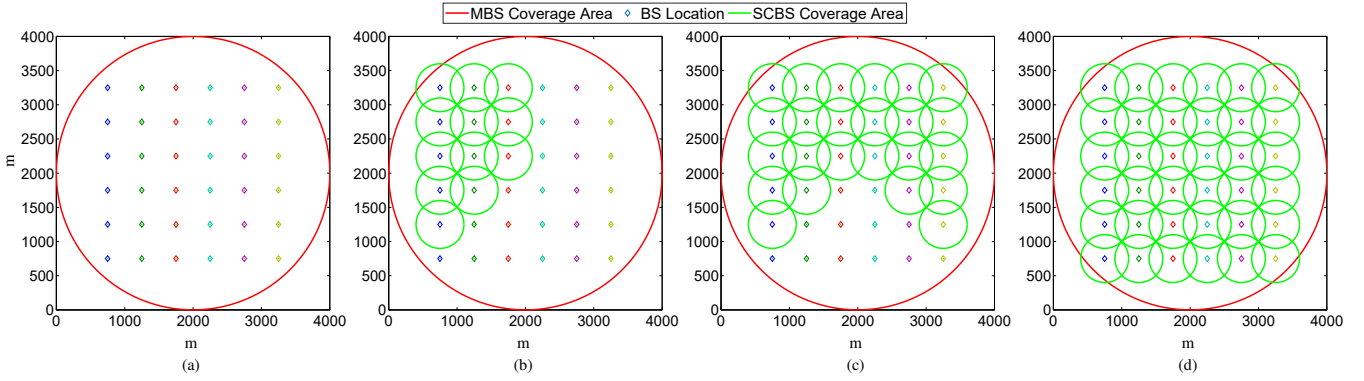 MBS Coverage Area BS Location SCBS Coverage Area
4000 4000 4000 4000
3500 3500 3500 3500
3000 3000 3000 3000
2500 2500 2500 2500
m 2000 2000 2000 2000
1500 1500 1500 1500
1000 1000 1000 1000
500 500 500 500
0 0 0 0
0 1000 2000 3000 4000 0 1000 2000 3000 4000 0 1000 2000 3000 4000 0 1000 2000 3000 4000
m m m m
(a) (b) (c) (d)